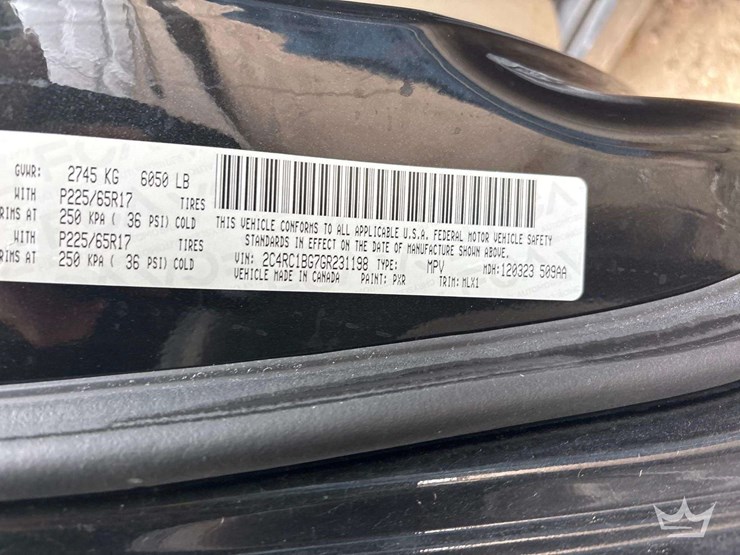 GVWR: 2745 KG 6050 LB
WITH P225/65R17 TIRES
RIMS AT 250 KPA ( 36 PSI) COLD
WITH P225/65R17 TIRES
RIMS AT 250 KPA ( 36 PSI) COLD
THIS VEHICLE CONFORMS TO ALL APPLICABLE U.S.A. FEDERAL MOTOR VEHICLE SAFETY
STANDARDS IN EFFECT ON THE DATE OF MANUFACTURE SHOWN ABOVE.
VIN: 2C4RC1BG7GR231198 TYPE: MPV MDH:120323 509AA
VEHICLE MADE IN CANADA PAINT: PXR TRIM: MLX1